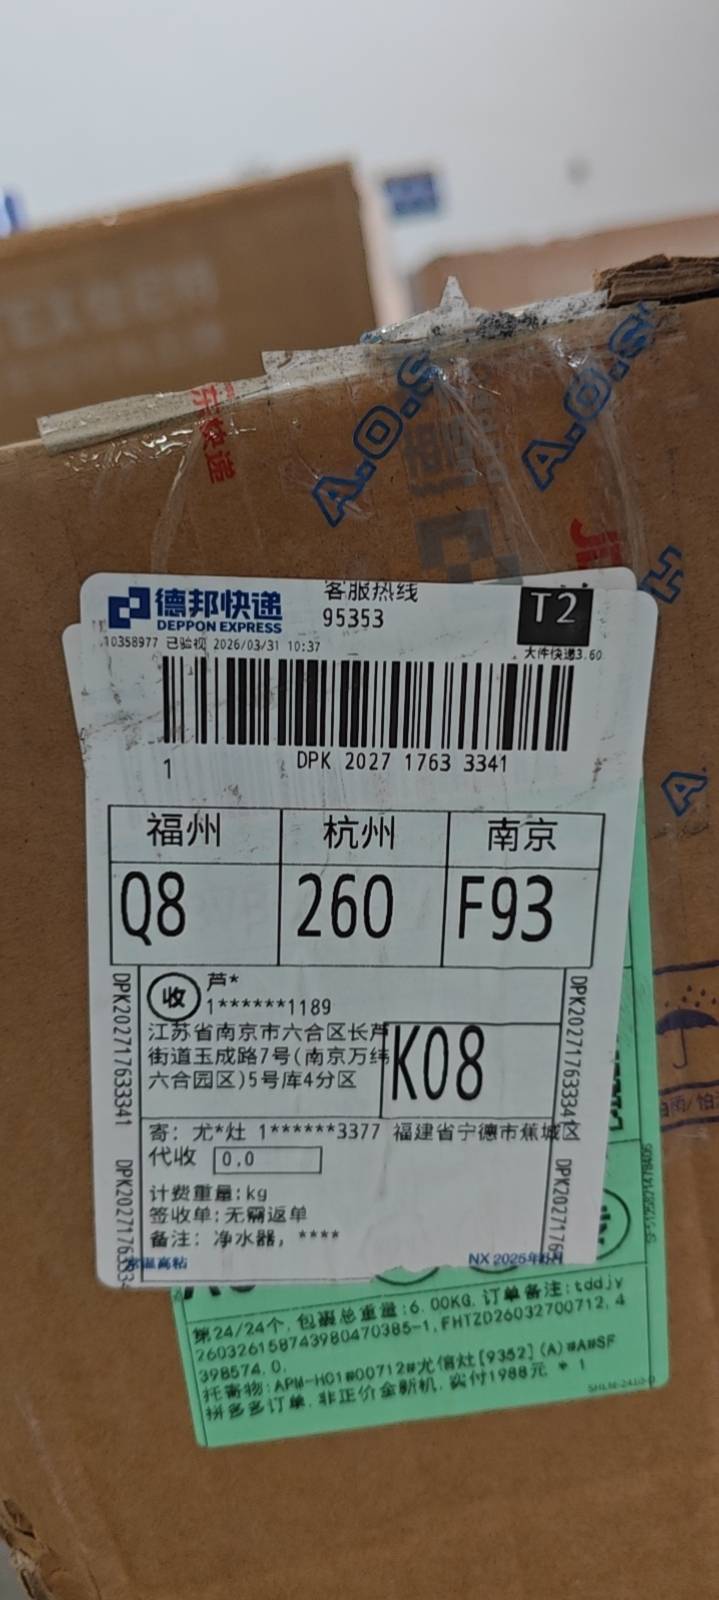 东快递
A.O.S
A.O.S
德邦快递
DEPPON EXPRESS
客服热线
95353
T2
10358977 已验视 2026/03/31 10:37
大件快递3.60
1
DPK 2027 1763 3341
福州
杭州
南京
Q8
260
F93
收
芦*
1******1189
江苏省南京市六合区长芦
街道玉成路7号(南京万纬
六合园区)5号库4分区
K08
DPK202717633341
DPK202717633341
寄: 尤*灶 1******3377 福建省宁德市蕉城区
代收 0.0
计费重量:kg
签收单:无需返单
备注: 净水器, ****
常温高粘
NX 2025年
第24/24个, 包裹总重量:6.00KG, 订单备注:tddjy
260326158743980470385-1,FHTZD26032700712,4
398574,0,
托寄物:APM-H01#00712#尤信灶[9352](A)#A#SF
拼多多订单,非正价全新机,实付1988元 * 1
A
H